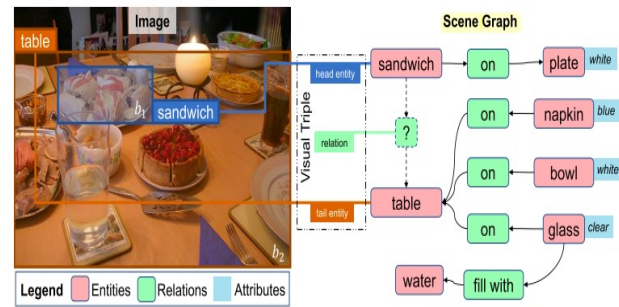 Image
Scene Graph
table
sandwich
b1
b2
Visual Triple
head entity
relation
tail entity
sandwich
on
plate
white
?
on
napkin
blue
on
bowl
white
table
on
glass
clear
water
fill with
Legend
Entities
Relations
Attributes